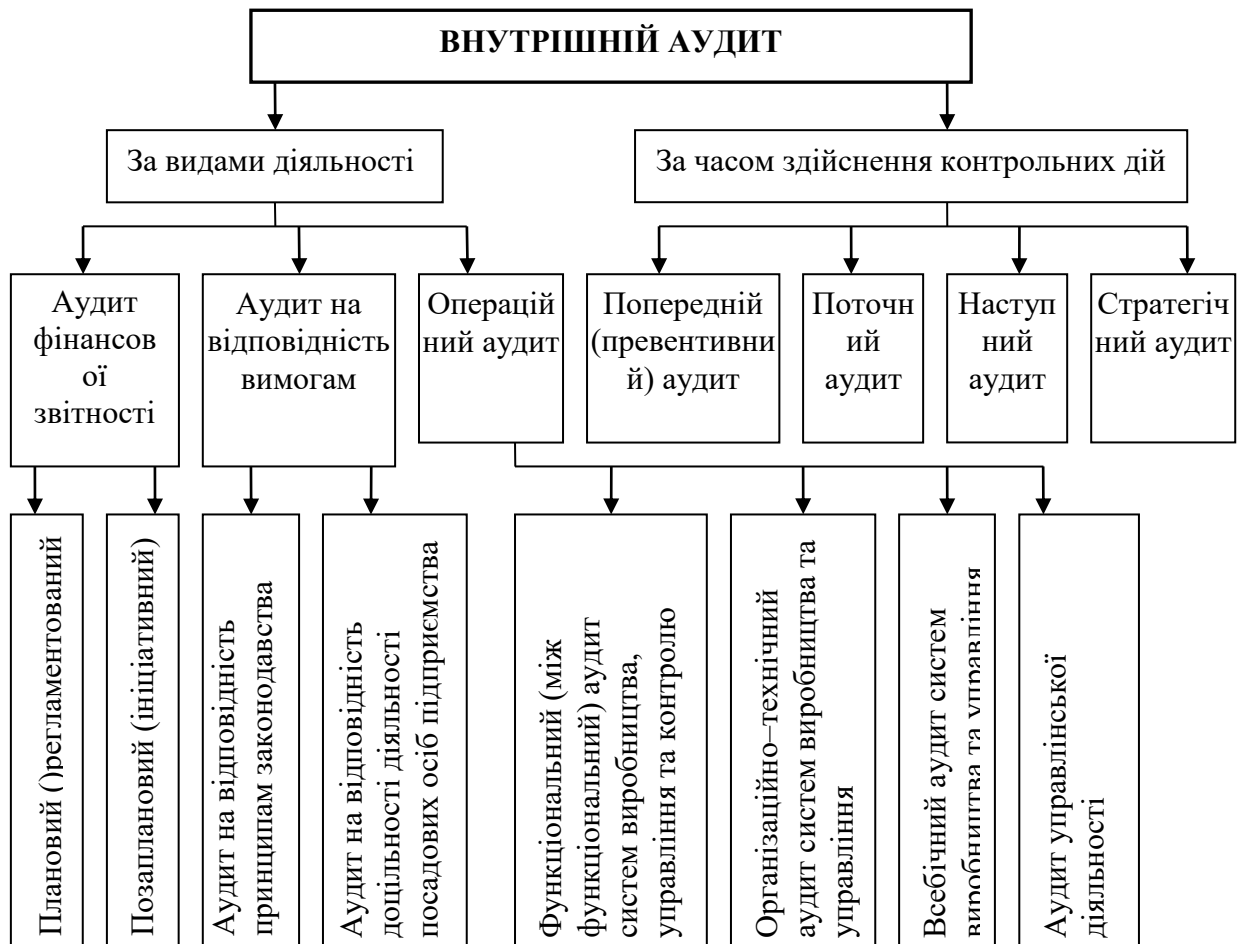 ВНУТРІШНІЙ АУДИТ
За видами діяльності
За часом здійснення контрольних дій
Аудит
фінансов
ої
звітності
Аудит на
відповідність
вимогам
Операцій
ний аудит
Попередній
(превентивни
й) аудит
Поточн
ий
аудит
Наступ
ний
аудит
Стратегіч
ний аудит
Плановий ()регламентований
Позаплановий (ініціативний)
Аудит на відповідність
принципам законодавства
Аудит на відповідність
доцільності діяльності
посадових осіб підприємства
Функціональний (між
функціональний) аудит
систем виробництва,
управління та контролю
Організаційно–технічний
аудит систем виробництва та
управління
Всебічний аудит систем
виробництва та управління
Аудит управлінської
діяльності